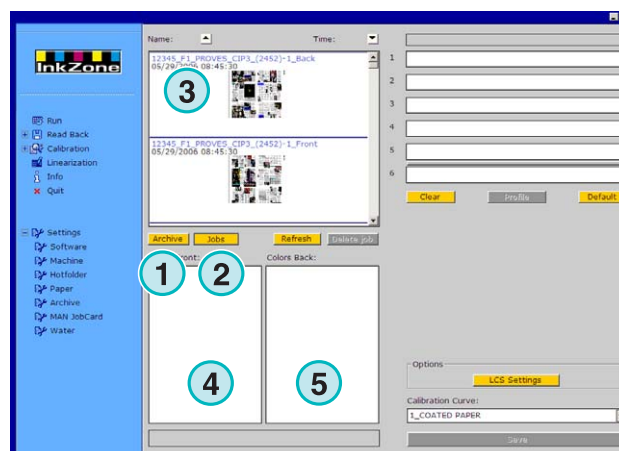 InkZone
Run
Read Back
Calibration
Linearization
Info
Quit
Settings
Software
Machine
Hotfolder
Paper
Archive
MAN JobCard
Water
Name:
Time:
12345_F1_PROVES_CIP3_(2452)-1_Back
05/29/2006 08:45:30
3
12345_F1_PROVES_CIP3_(2452)-1_Front
05/29/2006 08:45:30
Archive
Jobs
Refresh
Delete job
1
2
ront:
Colors Back:
4
5
1
2
3
4
5
6
Clear
Profile
Default
Options
LCS Settings
Calibration Curve:
1_COATED PAPER
Save